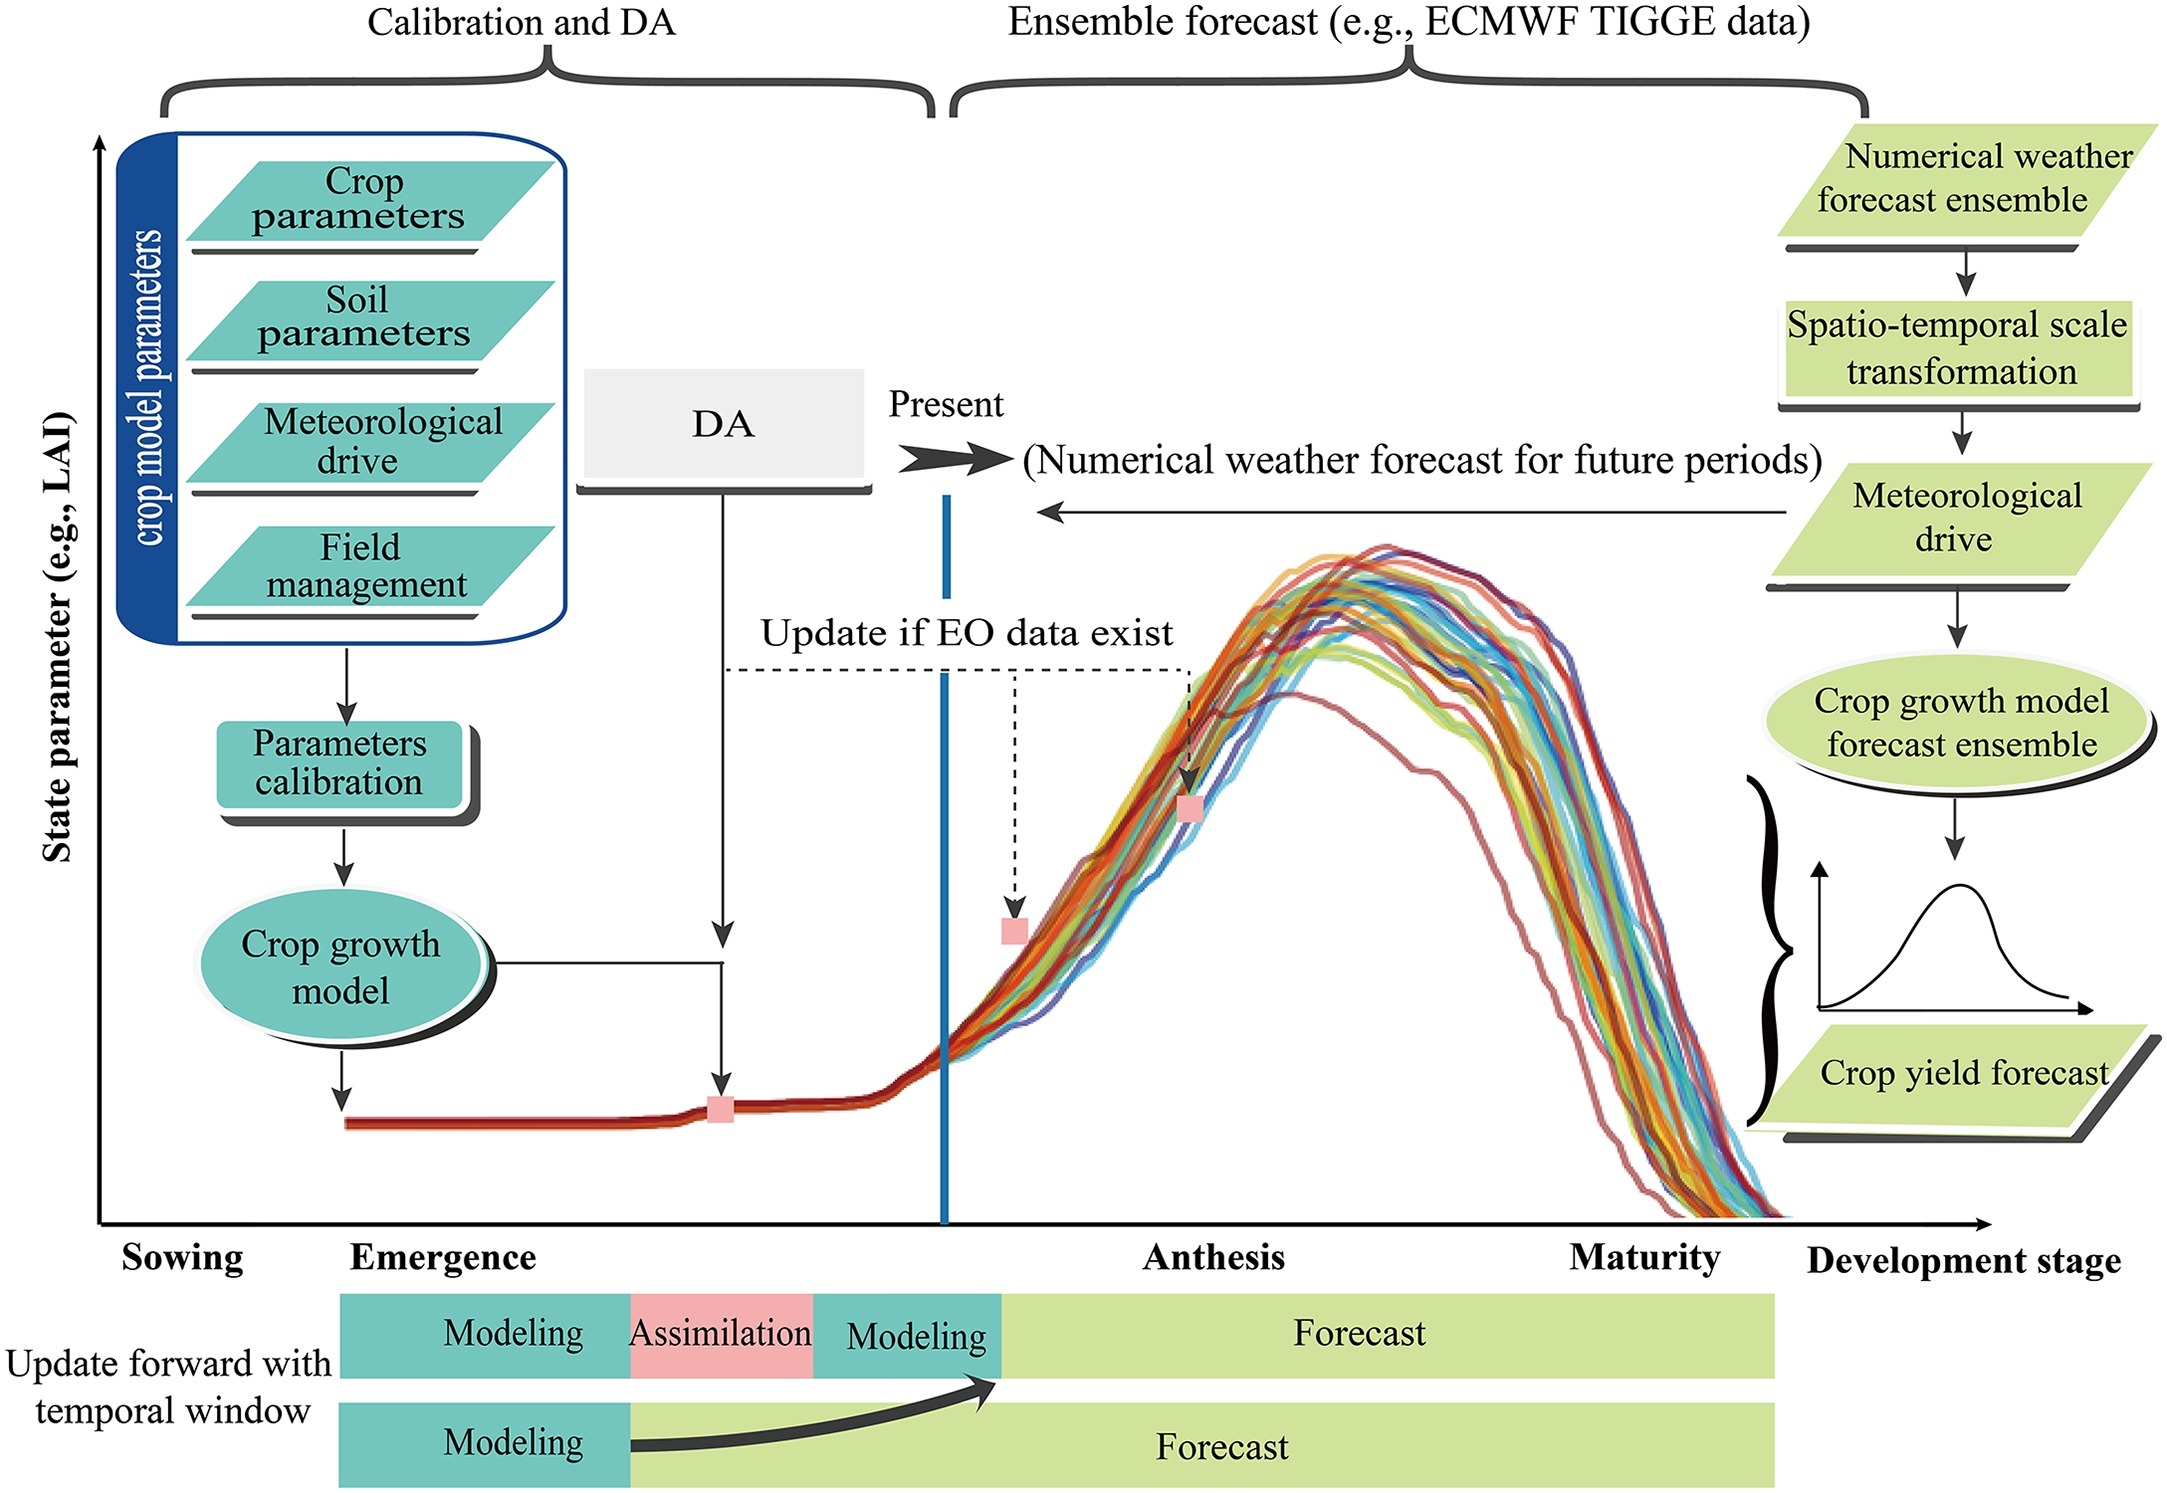 Calibration and DA
Ensemble forecast (e.g., ECMWF TIGGE data)
crop model parameters
Crop
parameters
Soil
parameters
Meteorological
drive
Field
management
Parameters
calibration
Crop growth
model
DA
Present
(Numerical weather forecast for future periods)
Update if EO data exist
Numerical weather
forecast ensemble
Spatio-temporal scale
transformation
Meteorological
drive
Crop growth model
forecast ensemble
Crop yield forecast
State parameter (e.g., LAI)
Sowing
Emergence
Anthesis
Maturity
Development stage
Update forward with
temporal window
Modeling
Assimilation
Modeling
Forecast
Modeling
Forecast